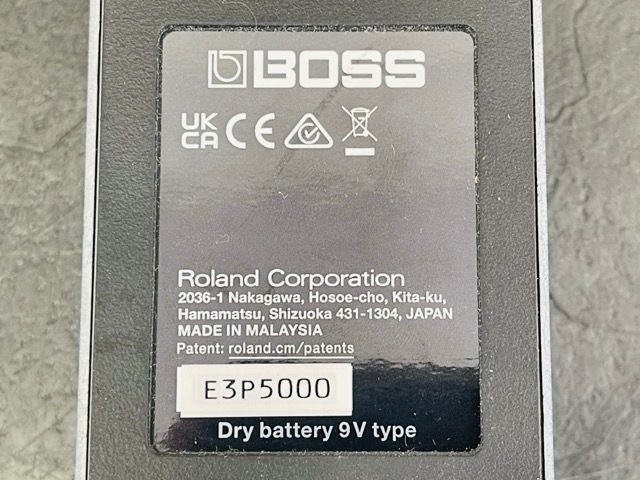 BOSS
UK
CA CE
Roland Corporation
2036-1 Nakagawa, Hosoe-cho, Kita-ku,
Hamamatsu, Shizuoka 431-1304, JAPAN
MADE IN MALAYSIA
Patent: roland.cm/patents
E3P5000
Dry battery 9V type